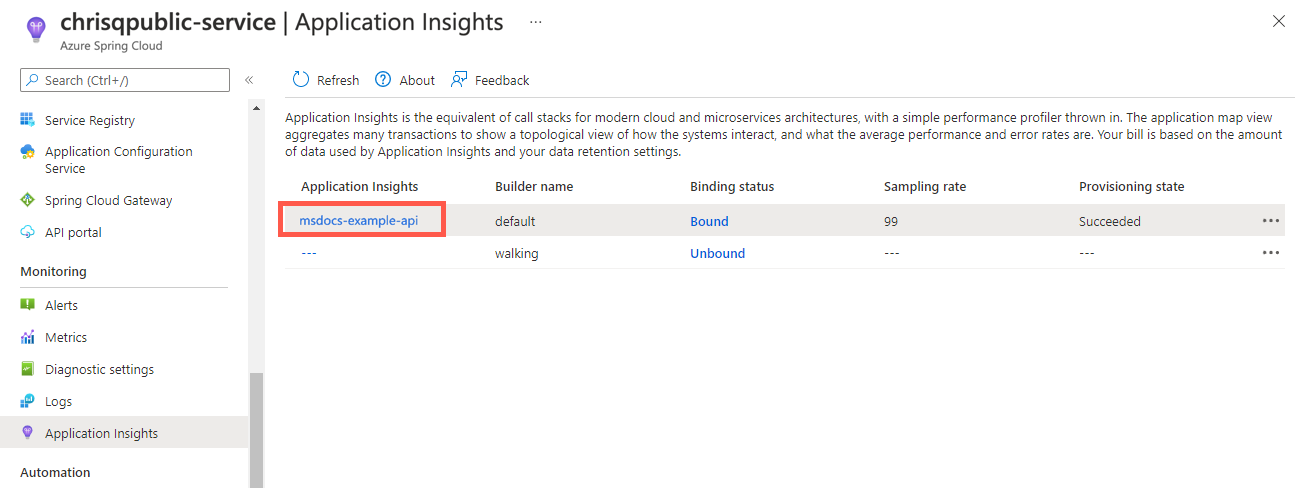 chrisqpublic-service | Application Insights ...
Azure Spring Cloud
Search (Ctrl+/)
«
Service Registry
Application Configuration
Service
Spring Cloud Gateway
API portal
Monitoring
Alerts
Metrics
Diagnostic settings
Logs
Application Insights
Automation
Refresh About Feedback
Application Insights is the equivalent of call stacks for modern cloud and microservices architectures, with a simple performance profiler thrown in. The application map view
aggregates many transactions to show a topological view of how the systems interact, and what the average performance and error rates are. Your bill is based on the amount
of data used by Application Insights and your data retention settings.
Application Insights Builder name Binding status Sampling rate Provisioning state
msdocs-example-api default Bound 99 Succeeded ...
--- walking Unbound --- --- ...